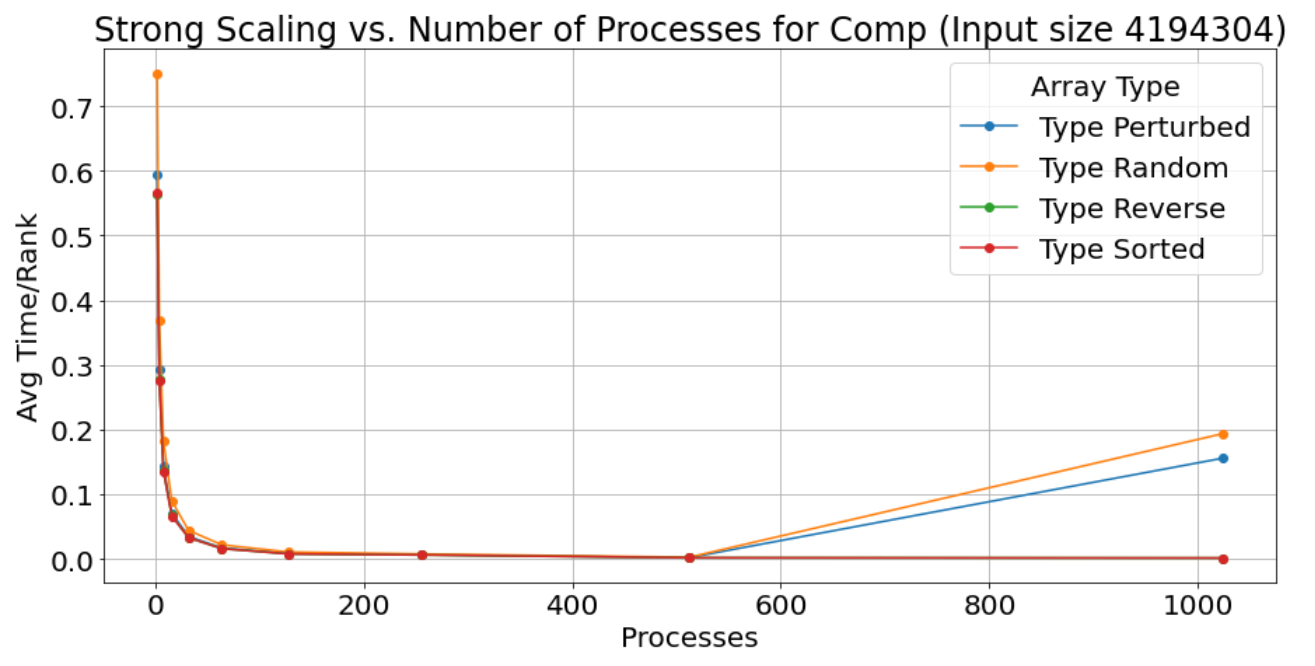 Strong Scaling vs. Number of Processes for Comp (Input size 4194304)
Avg Time/Rank
0.7
0.6
0.5
0.4
0.3
0.2
0.1
0.0
Array Type
Type Perturbed
Type Random
Type Reverse
Type Sorted
0 200 400 600 800 1000
Processes